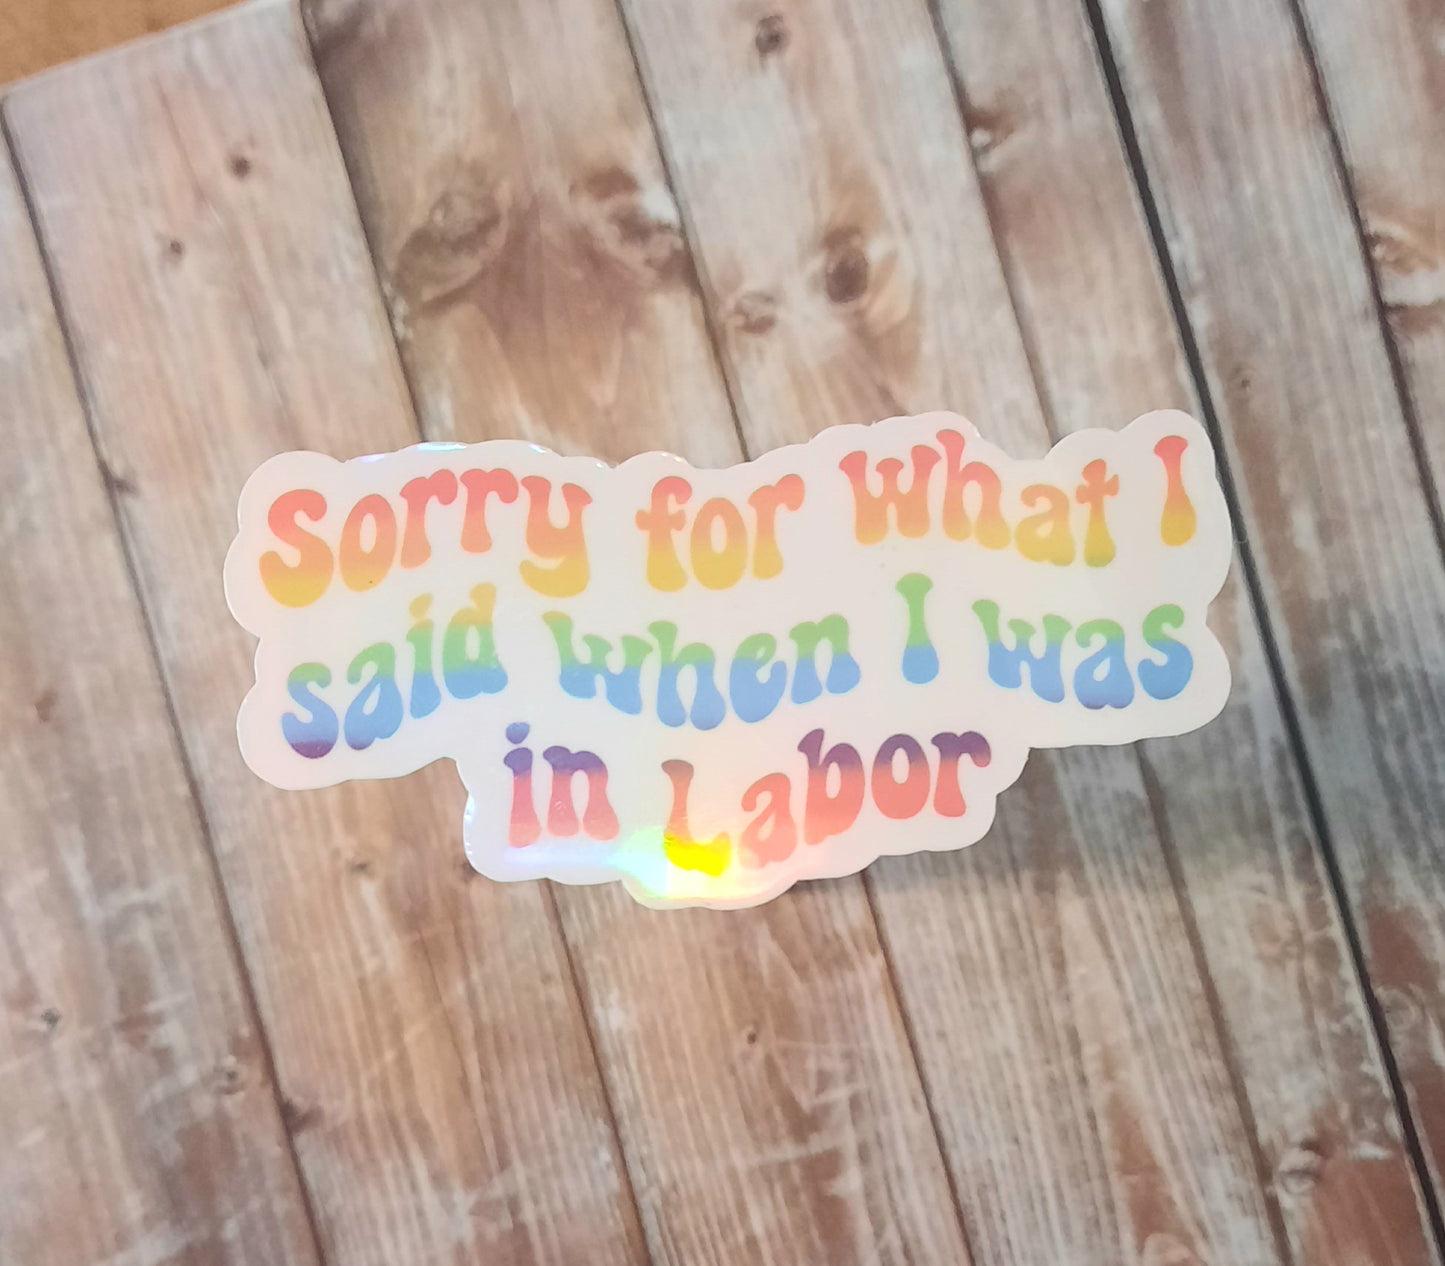 Sorry for what I
said when I was
in Labor